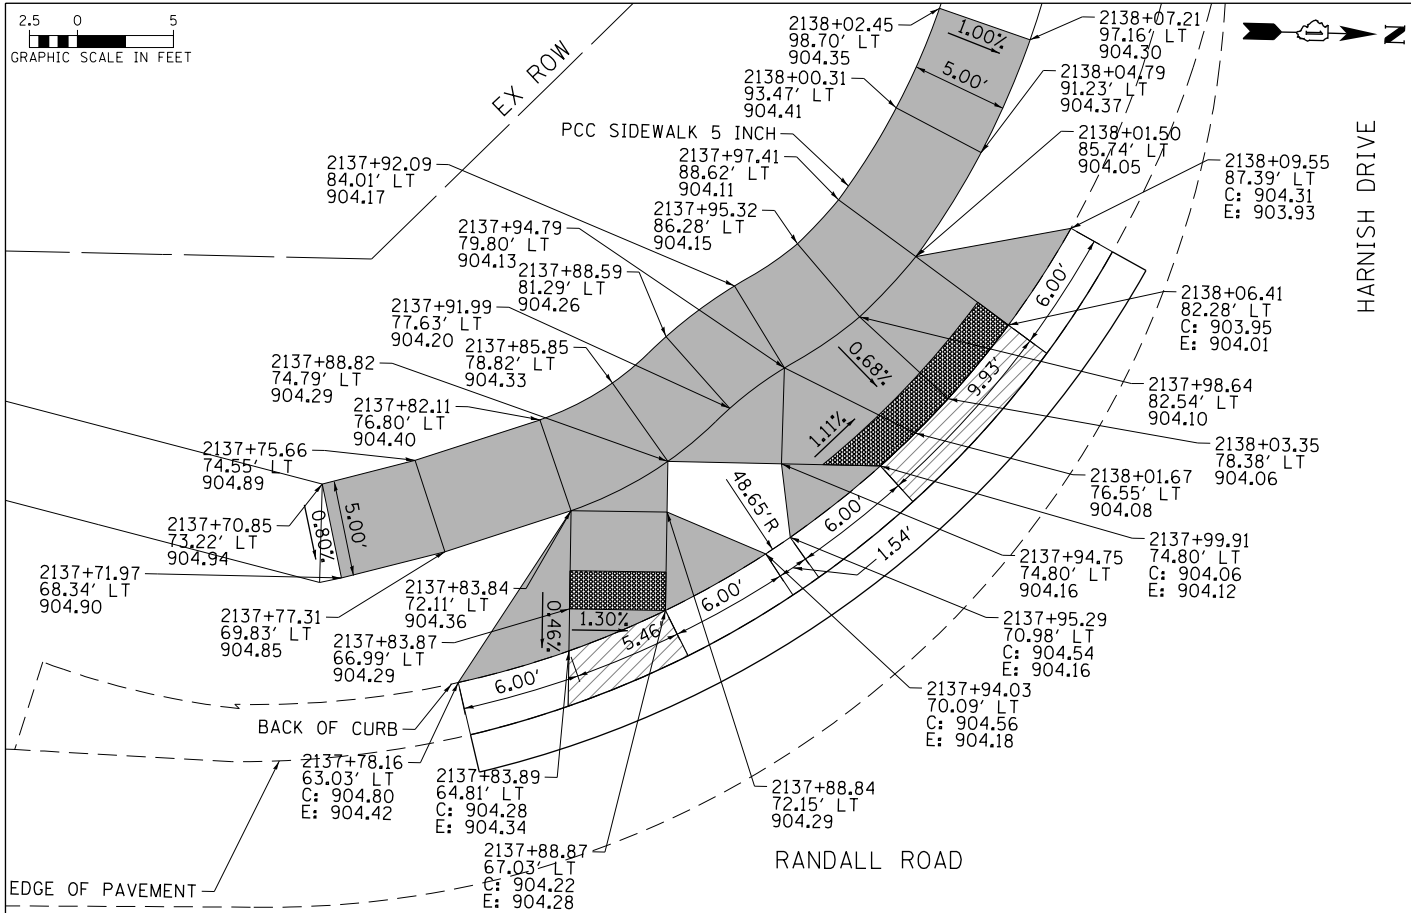 2.5 0 5
GRAPHIC SCALE IN FEET
EX ROW
2138+02.45
98.70' LT
904.35
1.00%
2138+07.21
97.16' LT
904.30
N
2138+00.31
93.47' LT
904.41
5.00'
2138+04.79
91.23' LT
904.37
PCC SIDEWALK 5 INCH
2138+01.50
85.74' LT
904.05
HARNISH DRIVE
2137+92.09
84.01' LT
904.17
2137+97.41
88.62' LT
904.11
2138+09.55
87.39' LT
C: 904.31
E: 903.93
2137+95.32
86.28' LT
904.15
2137+94.79
79.80' LT
904.13
2137+88.59
81.29' LT
904.26
6.00'
2138+06.41
82.28' LT
C: 903.95
E: 904.01
2137+91.99
77.63' LT
904.20
2137+85.85
78.82' LT
904.33
0.68%
9.93'
2137+88.82
74.79' LT
904.29
2137+98.64
82.54' LT
904.10
2137+82.11
76.80' LT
904.40
1.11%
2138+03.35
78.38' LT
904.06
2137+75.66
74.55' LT
904.89
2138+01.67
76.55' LT
904.08
48.65'R
6.00'
5.00'
0.80%
2137+70.85
73.22' LT
904.94
1.54'
2137+99.91
74.80' LT
C: 904.06
E: 904.12
2137+94.75
74.80' LT
904.16
2137+71.97
68.34' LT
904.90
2137+83.84
72.11' LT
904.36
6.00'
2137+77.31
69.83' LT
904.85
0.46%
1.30%
2137+95.29
70.98' LT
C: 904.54
E: 904.16
2137+83.87
66.99' LT
904.29
5.46'
6.00'
2137+94.03
70.09' LT
C: 904.56
E: 904.18
BACK OF CURB
2137+78.16
63.03' LT
C: 904.80
E: 904.42
2137+83.89
64.81' LT
C: 904.28
E: 904.34
2137+88.84
72.15' LT
904.29
2137+88.87
67.03' LT
C: 904.22
E: 904.28
RANDALL ROAD
EDGE OF PAVEMENT